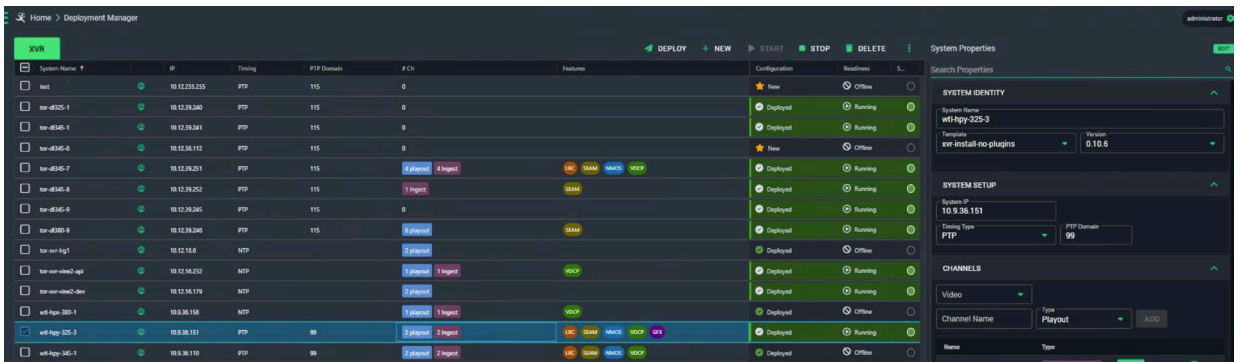 Home > Deployment Manager
administrator
XVR
DEPLOY + NEW START STOP DELETE
System Properties
EDIT
System Name ↑ IP Timing PTP Domain # Ch Features Configuration Readiness S...
Search Properties
test 10.12.255.255 PTP 115 0 New Offline
SYSTEM IDENTITY
tor-dl325-1 10.12.39.240 PTP 115 0 Deployed Running
System Name
wtl-hpy-325-3
tor-dl345-1 10.12.39.241 PTP 115 0 Deployed Running
Template Version
xvr-install-no-plugins 0.10.6
tor-dl345-6 10.12.36.112 PTP 115 0 New Offline
tor-dl345-7 10.12.39.251 PTP 115 4 playout 4 Ingest LRC SEAM NMOS VDCP Deployed Running
SYSTEM SETUP
tor-dl345-8 10.12.39.252 PTP 115 1 Ingest SEAM Deployed Running
System IP
10.9.36.151
tor-dl345-9 10.12.39.245 PTP 115 0 Deployed Running
Timing Type PTP Domain
PTP 99
tor-dl380-9 10.12.39.246 PTP 115 8 playout SEAM Deployed Running
tor-svr-lrg1 10.12.10.6 NTP 2 playout Deployed Offline
CHANNELS
tor-svr-vine2-api 10.12.16.232 NTP 1 playout 1 Ingest VDCP Deployed Running
Video
tor-svr-vine2-dev 10.12.16.179 NTP 2 playout Deployed Running
wtl-hpx-380-1 10.9.36.156 NTP 1 playout 1 Ingest VDCP Deployed Offline
Channel Name Type
Playout ADD
wtl-hpy-325-3 10.9.36.151 PTP 99 2 playout 2 Ingest LRC SEAM NMOS VDCP GFX Deployed Running
Name Type
wtl-hpy-345-1 10.9.36.110 PTP 99 2 playout 2 Ingest LRC SEAM NMOS VDCP Deployed Offline